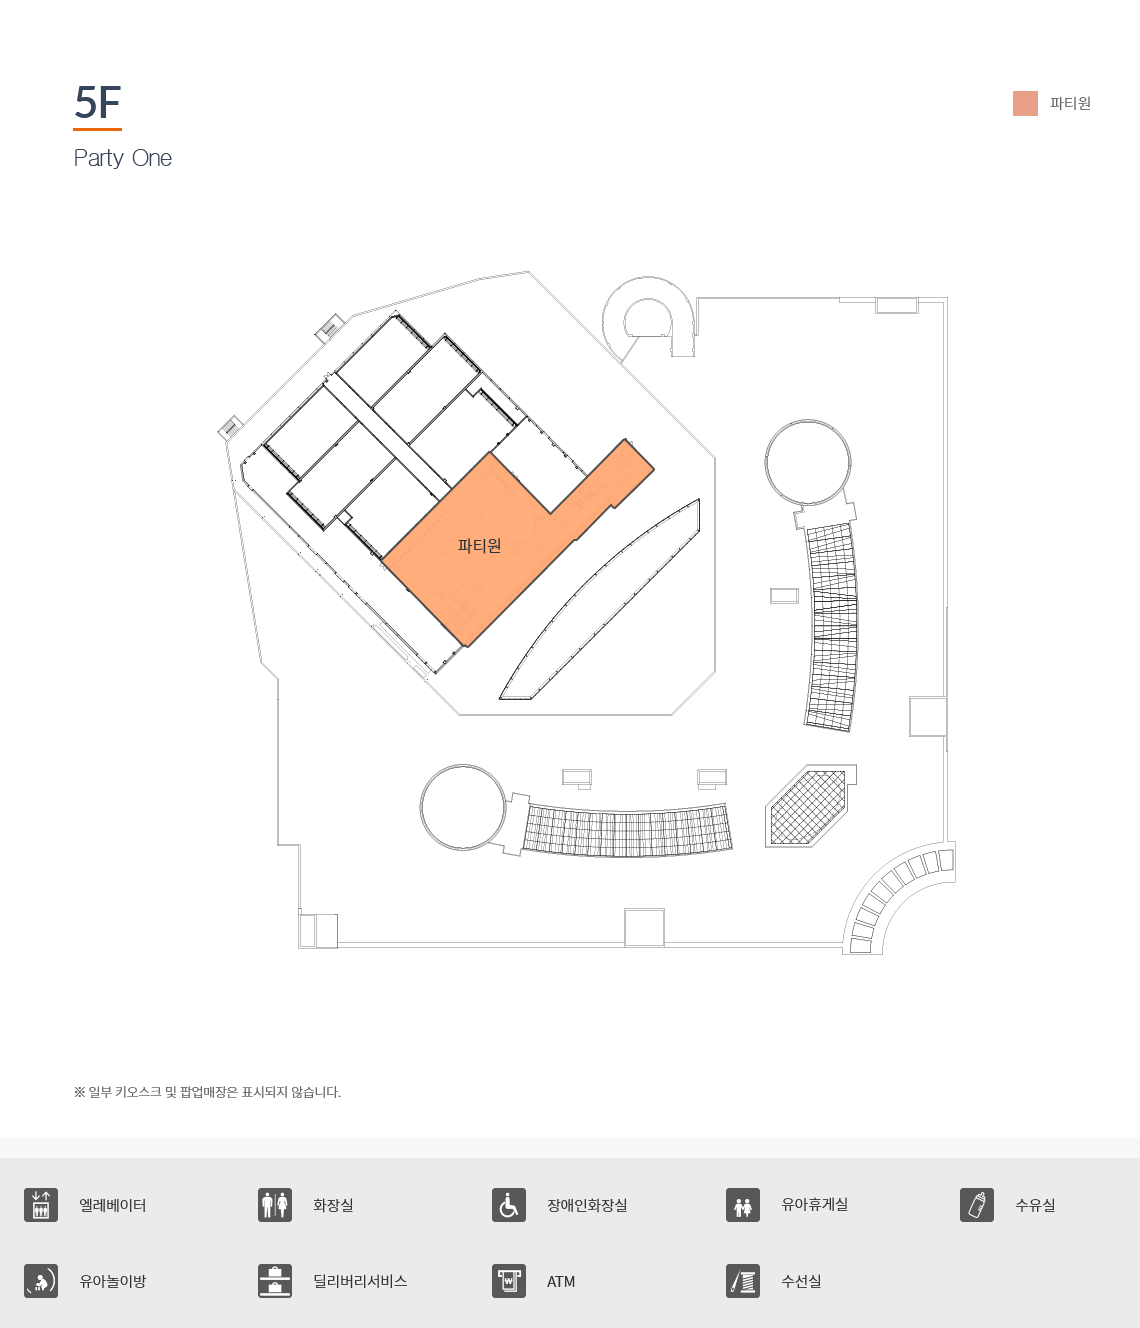 5F
파티원
Party One
파티원
※ 일부 키오스크 및 팝업매장은 표시되지 않습니다.
엘레베이터
화장실
장애인화장실
유아휴게실
수유실
유아놀이방
딜리버리서비스
ATM
수선실